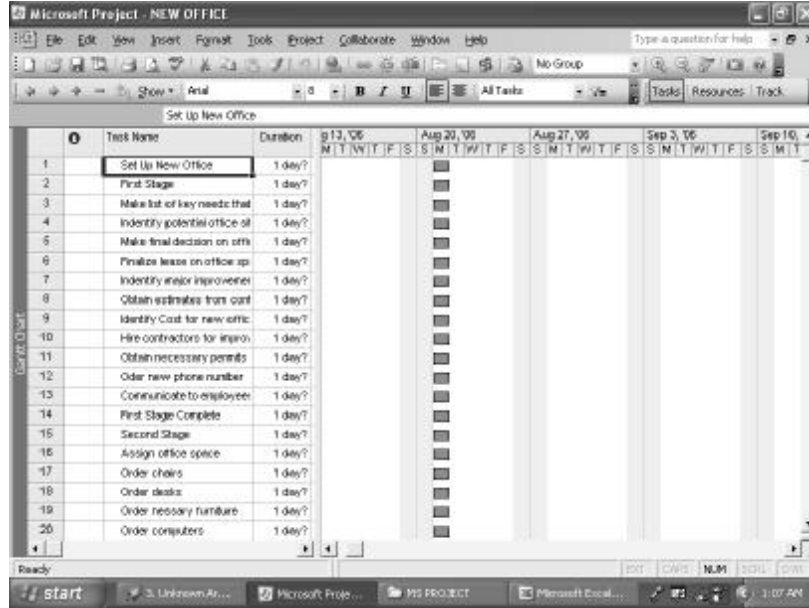 Microsoft Project - NEW OFFICE
File Edit View Insert Format Tools Project Collaborate Window Help Type a question for help
No Group
Show Arial 8 B I U All Tasks Tasks Resources Track
Set Up New Office
Task Name Duration g 13, '06 Aug 20, '06 Aug 27, '06 Sep 3, '06 Sep 10,
M T W T F S S M T W T F S S M T W T F S S M T W T F S S M T
1 Set Up New Office 1 day?
2 First Stage 1 day?
3 Make list of key needs that 1 day?
4 Indentify potential office sit 1 day?
5 Make final decision on offi 1 day?
6 Finalize lease on office sp 1 day?
7 Indentify major improvemen 1 day?
8 Obtain estimates from cont 1 day?
9 Identify Cost for new offic 1 day?
10 Hire contractors for improv 1 day?
11 Obtain necessary permits 1 day?
12 Oder new phone number 1 day?
13 Communicate to employees 1 day?
14 First Stage Complete 1 day?
15 Second Stage 1 day?
16 Assign office space 1 day?
17 Order chairs 1 day?
18 Order desks 1 day?
19 Order nessary furniture 1 day?
20 Order computers 1 day?
Gantt Chart
Ready EXT CAPS NUM SCRL OVR
start 3. Unknown Ar... Microsoft Proje... MS PROJECT Microsoft Excel... 1:07 AM